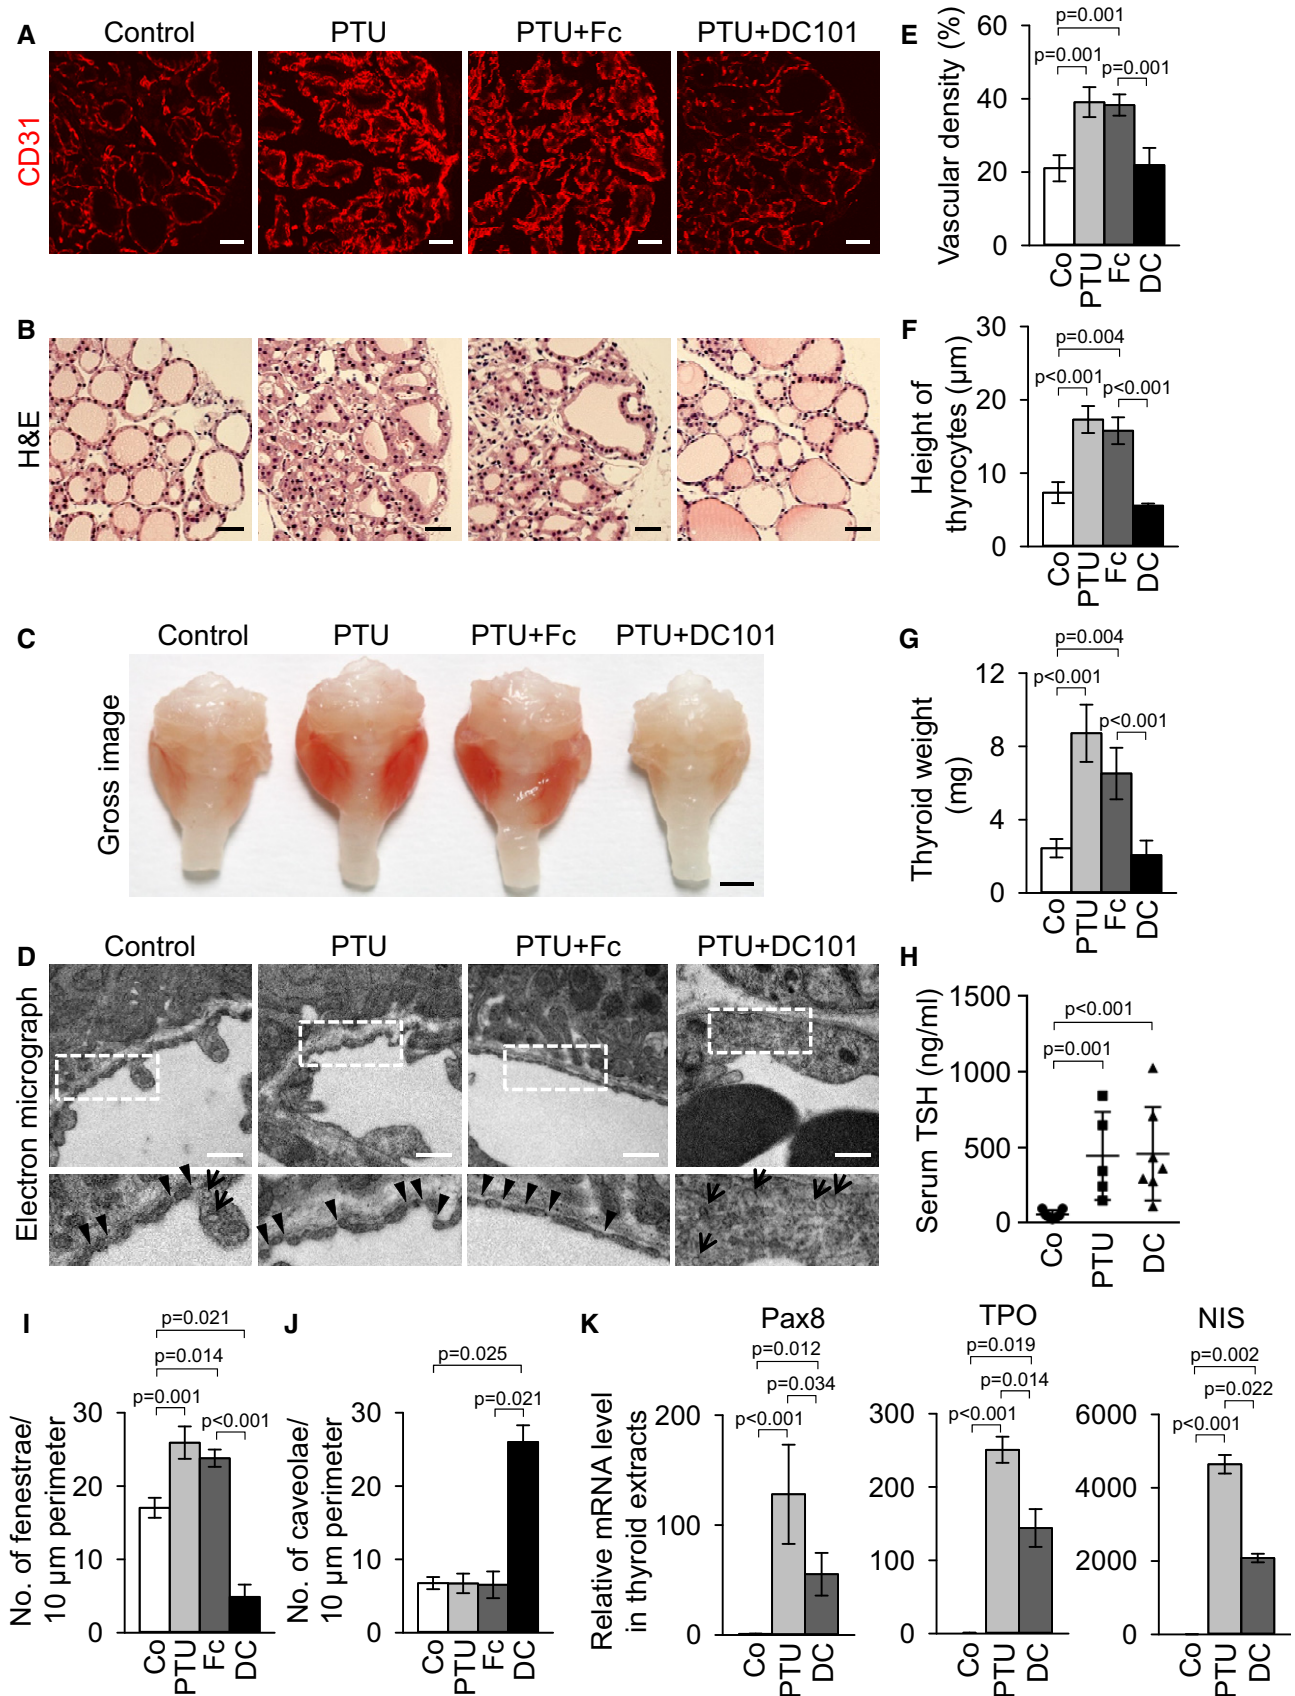 A
Control
PTU
PTU+Fc
PTU+DC101
CD31
E
Vascular density (%)
60
40
20
0
p=0.001
p=0.001
p=0.001
Co
PTU
Fc
DC
B
H&E
F
Height of
thyrocytes (µm)
30
20
10
0
p=0.004
p<0.001
p<0.001
Co
PTU
Fc
DC
C
Control
PTU
PTU+Fc
PTU+DC101
Gross image
G
Thyroid weight
(mg)
12
8
4
0
p=0.004
p<0.001
p<0.001
Co
PTU
Fc
DC
D
Control
PTU
PTU+Fc
PTU+DC101
Electron micrograph
H
Serum TSH (ng/ml)
1500
1000
500
0
p<0.001
p=0.001
Co
PTU
DC
I
No. of fenestrae/
10 µm perimeter
30
20
10
0
p=0.021
p=0.014
p=0.001
p<0.001
Co
PTU
Fc
DC
J
No. of caveolae/
10 µm perimeter
30
20
10
0
p=0.025
p=0.021
Co
PTU
Fc
DC
K
Relative mRNA level
in thyroid extracts
Pax8
200
100
0
p=0.012
p=0.034
p<0.001
Co
PTU
DC
TPO
300
200
100
0
p=0.019
p=0.014
p<0.001
Co
PTU
DC
NIS
6000
4000
2000
0
p=0.002
p=0.022
p<0.001
Co
PTU
DC